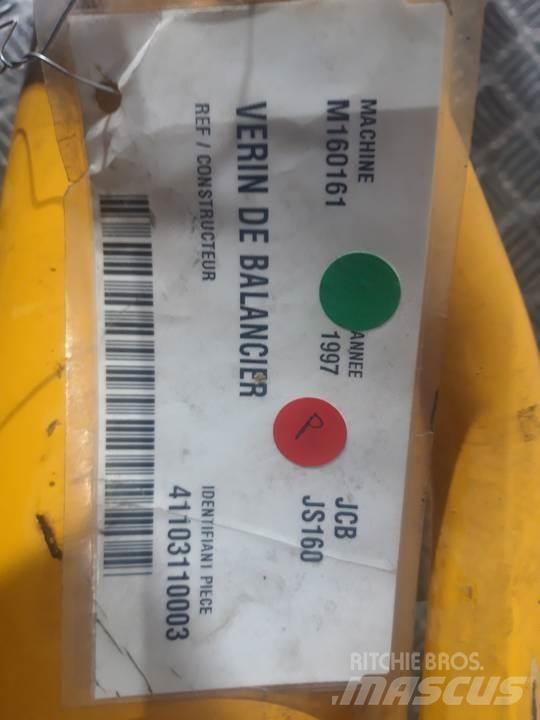 MACHINE
M160161
ANNEE
1997
JCB
JS160
VERIN DE BALANCIER
REF / CONSTRUCTEUR
IDENTIFIANT PIECE
41103110003
P
RITCHIE BROS.
MASCUS